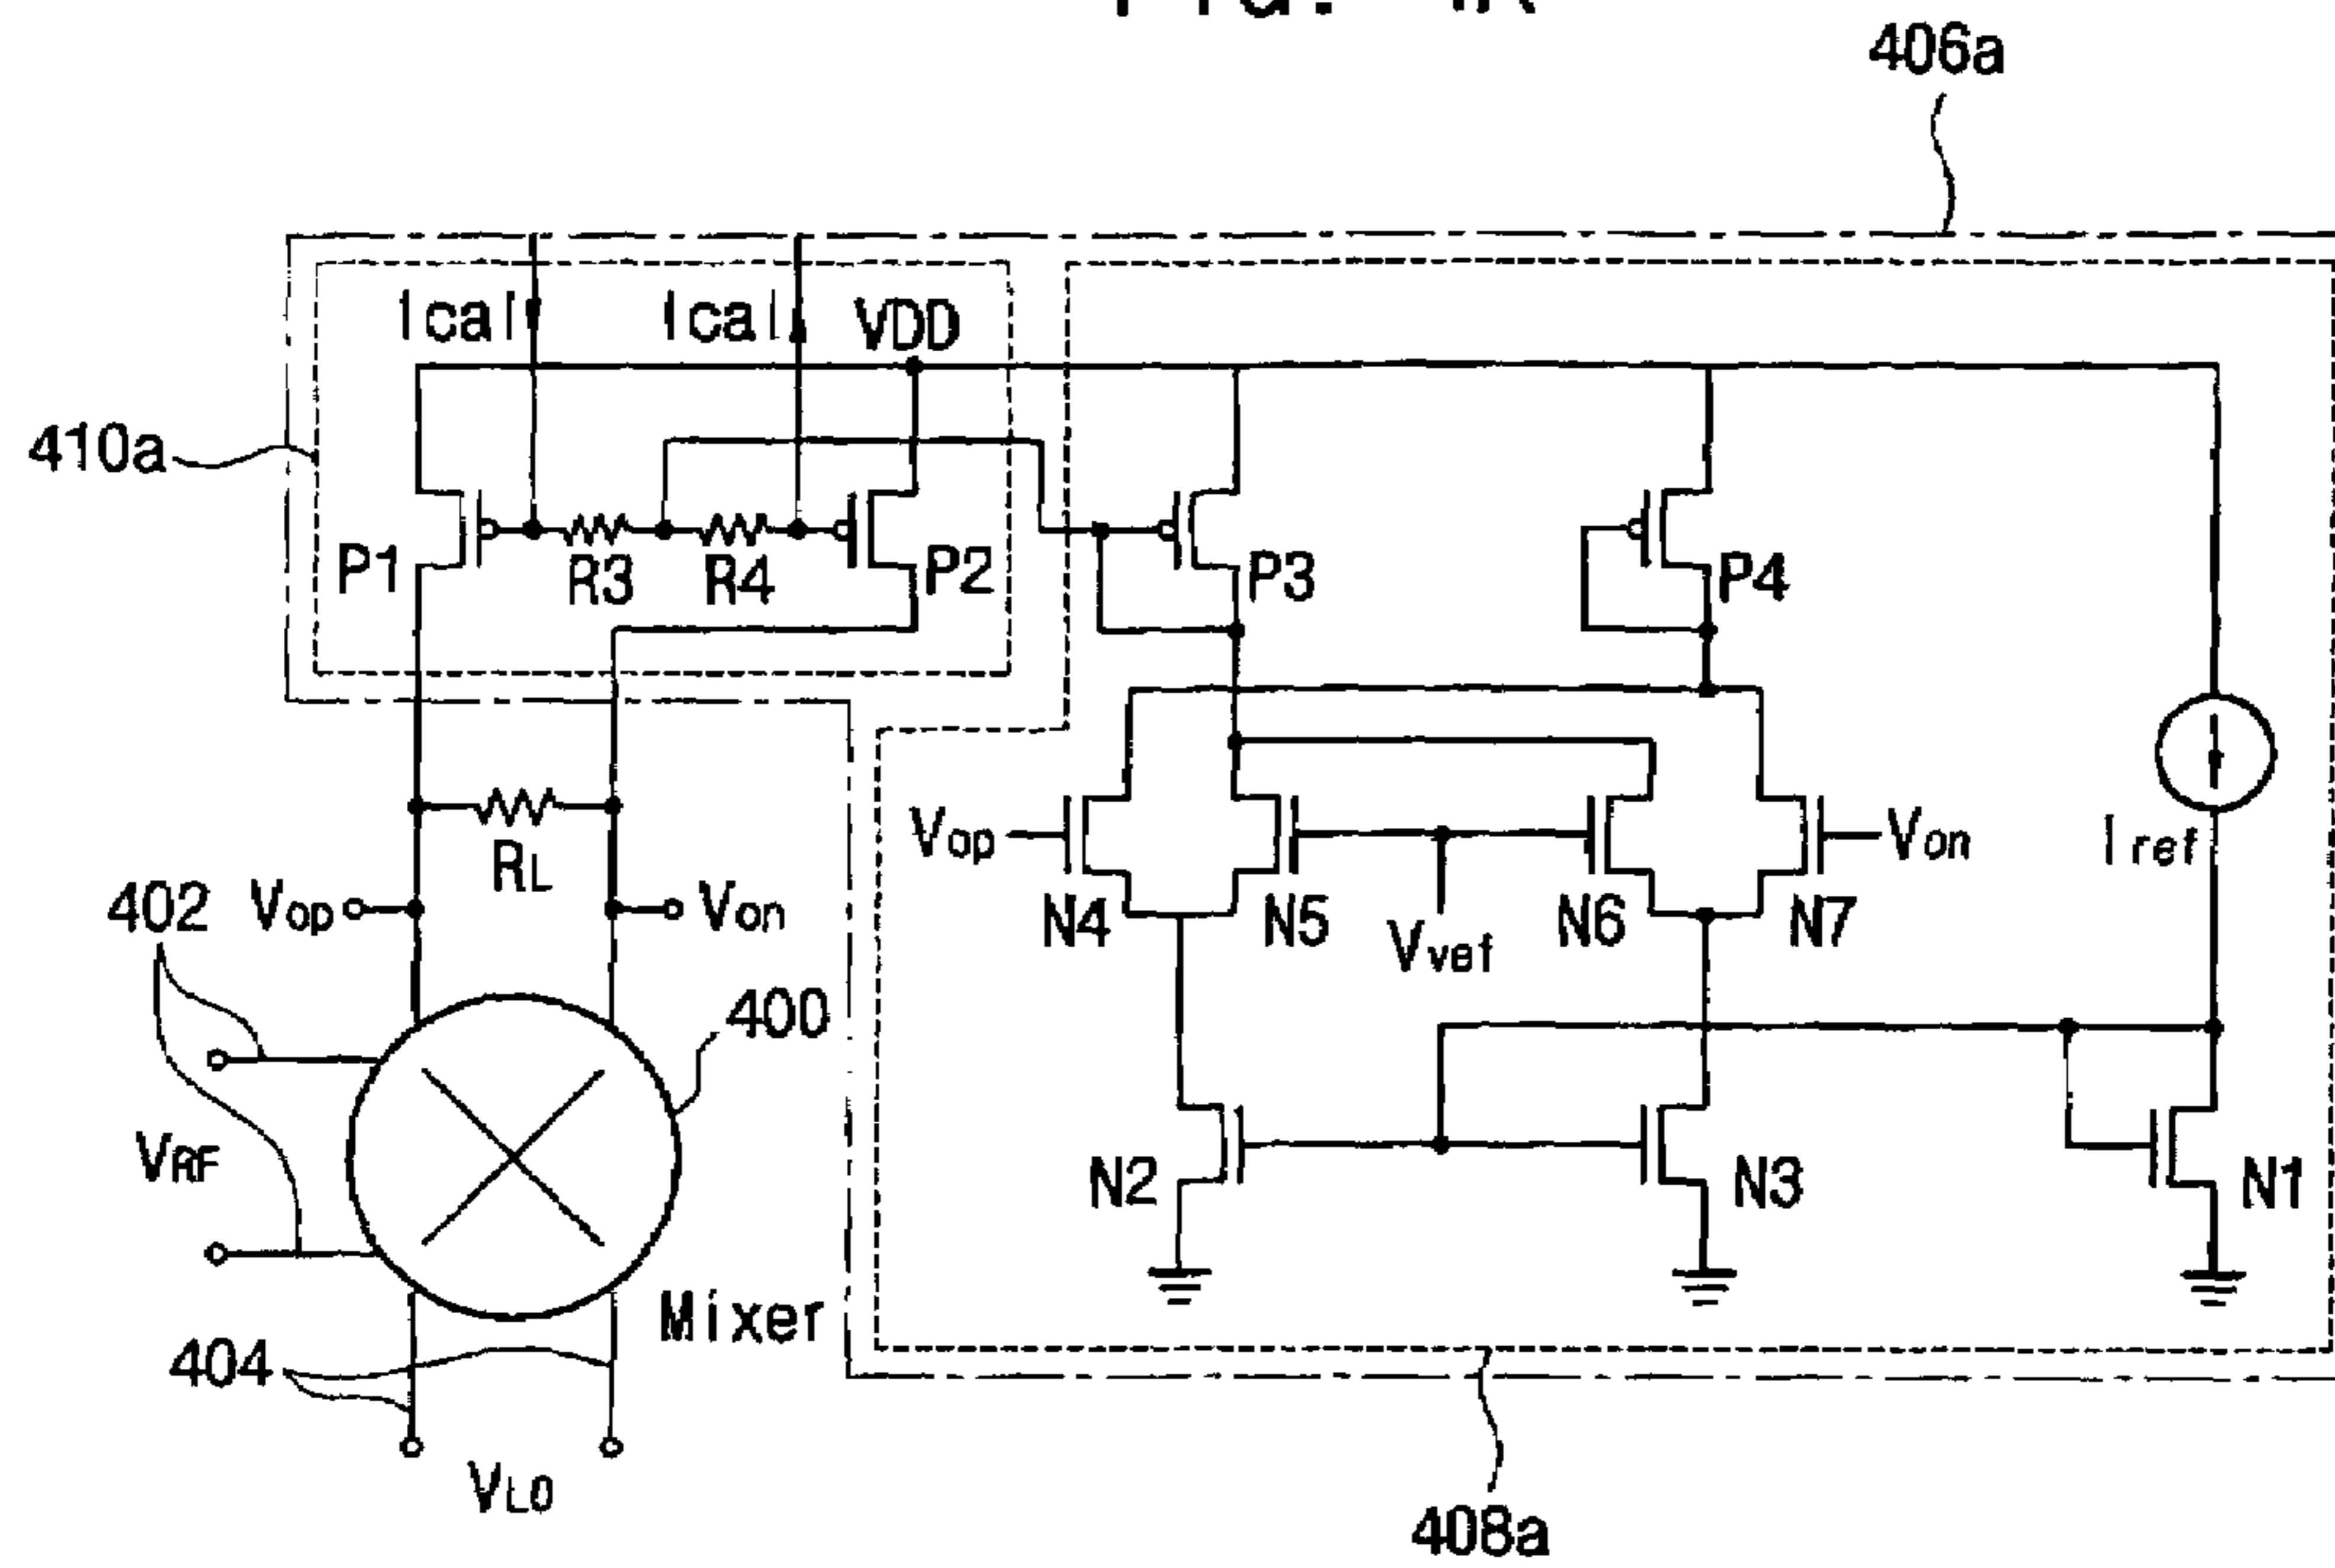 406a
Ical Ical VDD
410a
P1 R3 R4 P2 P3 P4
RL
Vop Von Iref
402 Vop Von N4 N5 Vvef N6 N7
400
VRF
N2 N3 N1
Mixer
404
VLO
408a